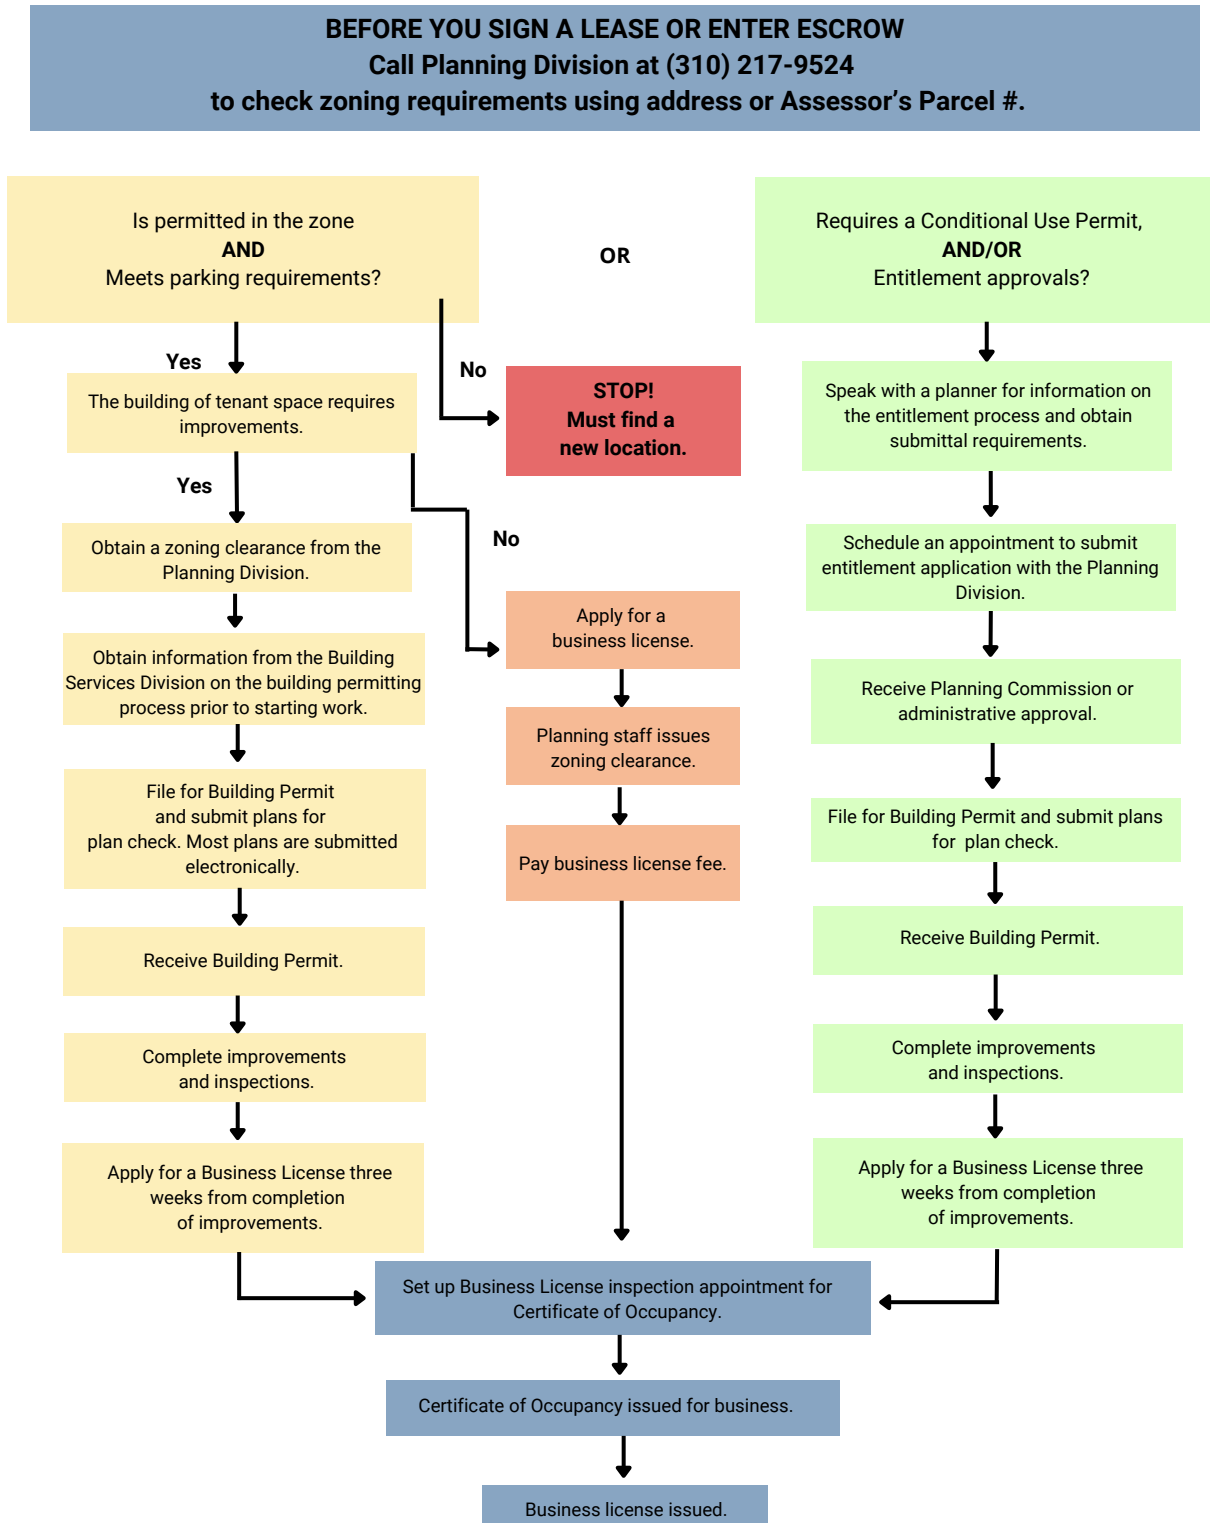 BEFORE YOU SIGN A LEASE OR ENTER ESCROW
Call Planning Division at (310) 217-9524
to check zoning requirements using address or Assessor's Parcel #.
Is permitted in the zone
AND
Meets parking requirements?
OR
Requires a Conditional Use Permit,
AND/OR
Entitlement approvals?
Yes
No
The building of tenant space requires
improvements.
STOP!
Must find a
new location.
Speak with a planner for information on
the entitlement process and obtain
submittal requirements.
Yes
No
Obtain a zoning clearance from the
Planning Division.
Schedule an appointment to submit
entitlement application with the Planning
Division.
Apply for a
business license.
Obtain information from the Building
Services Division on the building permitting
process prior to starting work.
Receive Planning Commission or
administrative approval.
Planning staff issues
zoning clearance.
File for Building Permit
and submit plans for
plan check. Most plans are submitted
electronically.
File for Building Permit and submit plans
for plan check.
Pay business license fee.
Receive Building Permit.
Receive Building Permit.
Complete improvements
and inspections.
Complete improvements
and inspections.
Apply for a Business License three
weeks from completion
of improvements.
Apply for a Business License three
weeks from completion
of improvements.
Set up Business License inspection appointment for
Certificate of Occupancy.
Certificate of Occupancy issued for business.
Business license issued.